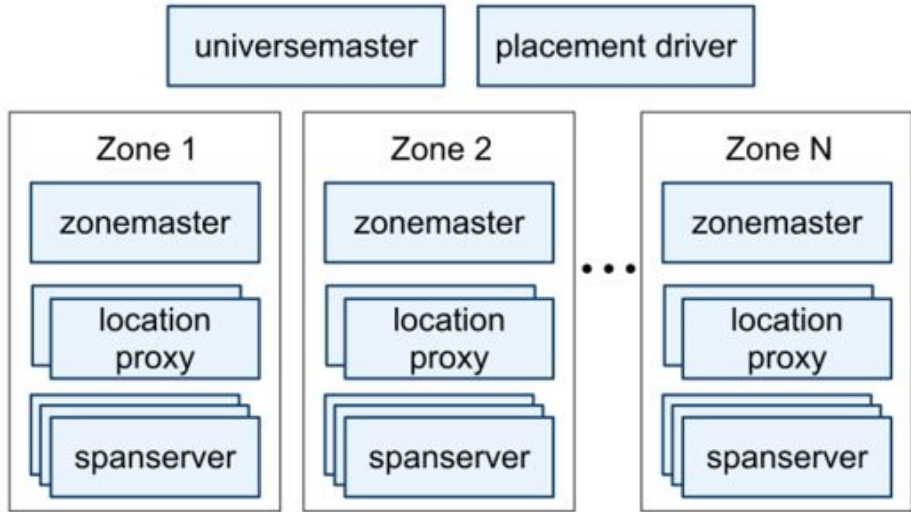 universemaster
placement driver
Zone 1
zonemaster
location
proxy
spanserver
Zone 2
zonemaster
location
proxy
spanserver
Zone N
zonemaster
location
proxy
spanserver